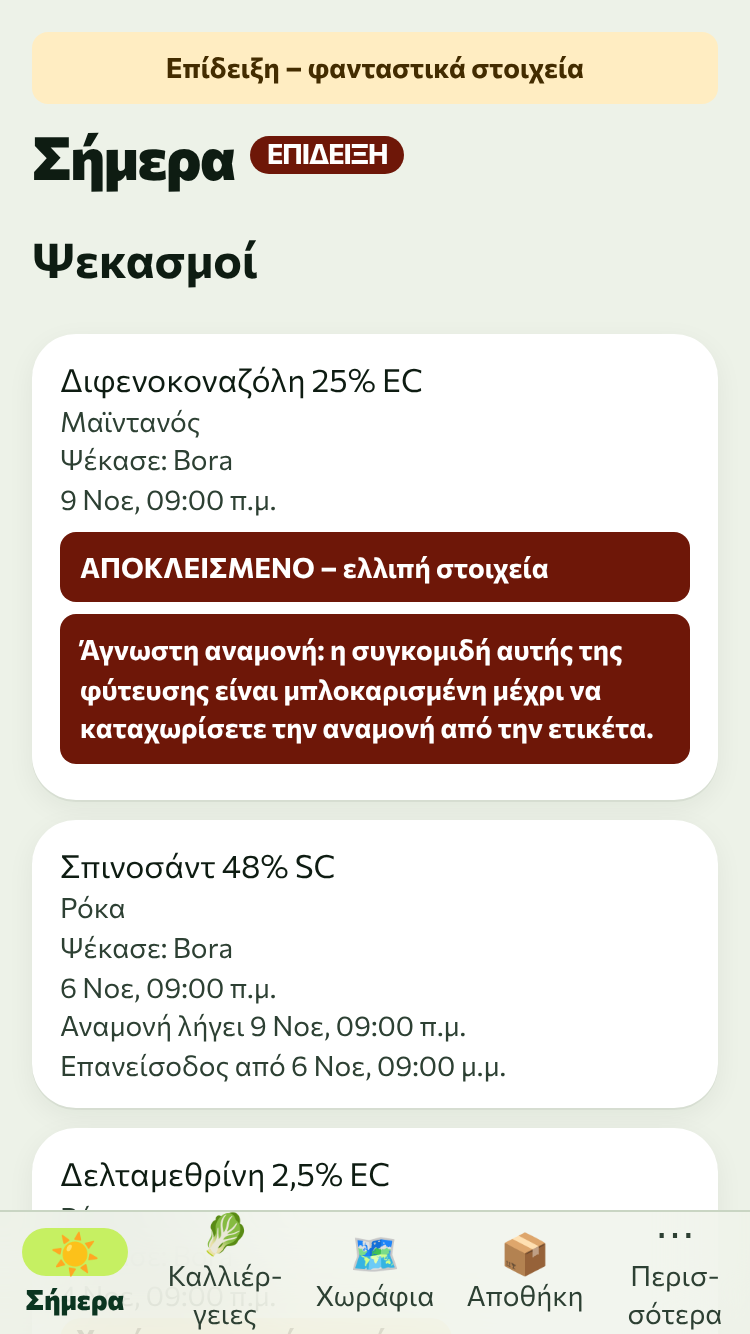 Επίδειξη – φανταστικά στοιχεία
Σήμερα ΕΠΙΔΕΙΞΗ
Ψεκασμοί
Διφενοκοναζόλη 25% EC
Μαϊντανός
Ψέκασε: Bora
9 Νοε, 09:00 π.μ.
ΑΠΟΚΛΕΙΣΜΕΝΟ – ελλιπή στοιχεία
Άγνωστη αναμονή: η συγκομιδή αυτής της
φύτευσης είναι μπλοκαρισμένη μέχρι να
καταχωρίσετε την αναμονή από την ετικέτα.
Σπινοσάντ 48% SC
Ρόκα
Ψέκασε: Bora
6 Νοε, 09:00 π.μ.
Αναμονή λήγει 9 Νοε, 09:00 π.μ.
Επανείσοδος από 6 Νοε, 09:00 μ.μ.
Δελταμεθρίνη 2,5% EC
Σήμερα
Καλλιέρ-
γειες
Χωράφια
Αποθήκη
...
Περισ-
σότερα